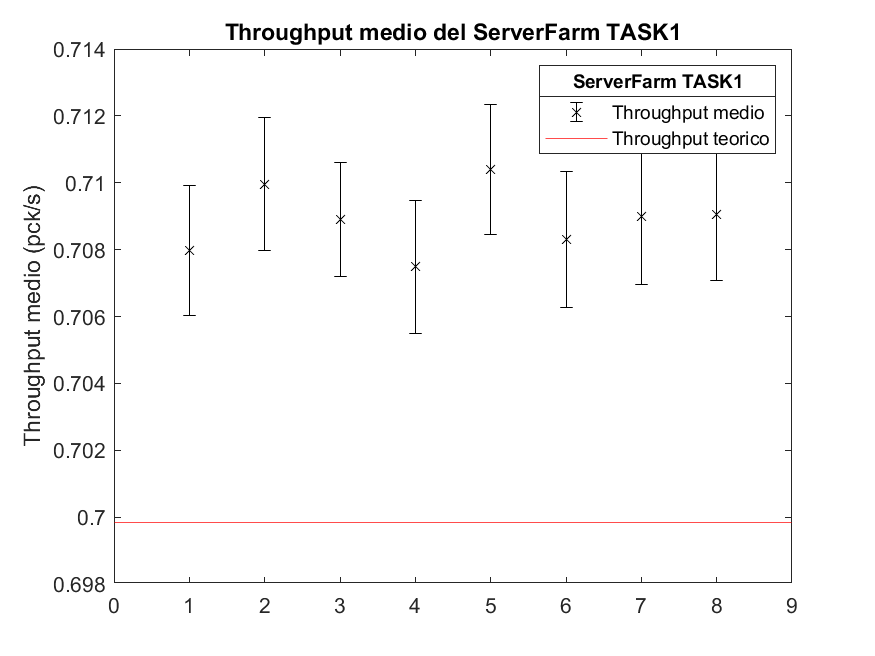 Throughput medio del ServerFarm TASK1
ServerFarm TASK1
Throughput medio
Throughput teorico
Throughput medio (pck/s)
0.714
0.712
0.71
0.708
0.706
0.704
0.702
0.7
0.698
0 1 2 3 4 5 6 7 8 9